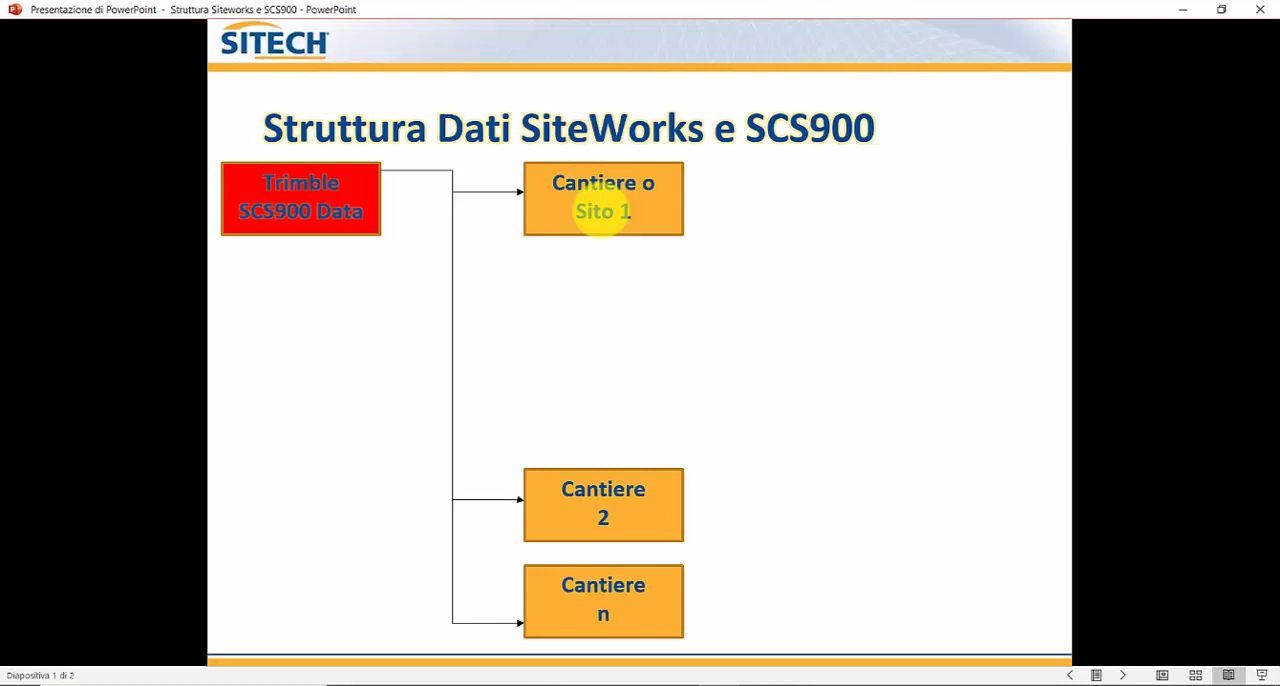 Presentazione di PowerPoint - Struttura Siteworks e SCS900 - PowerPoint
SITECH
Struttura Dati SiteWorks e SCS900
Trimble
SCS900 Data
Cantiere o
Sito 1
Cantiere
2
Cantiere
n
Diapositiva 1 di 2